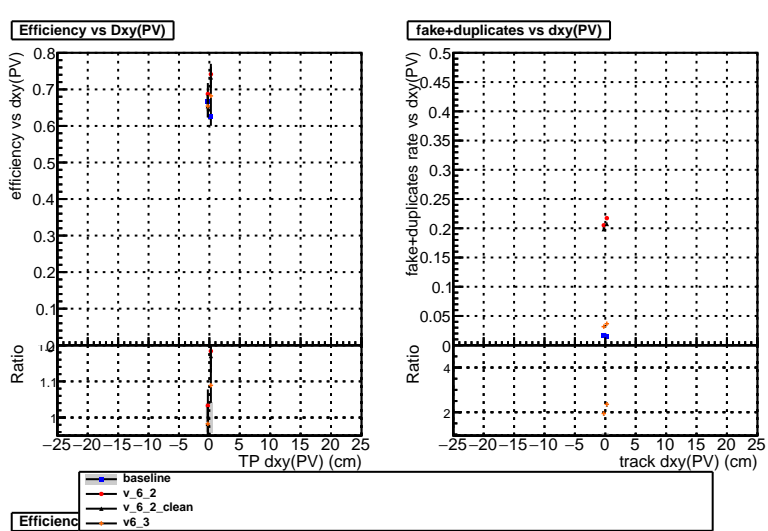 Efficiency vs Dxy(PV)
efficiency vs dxy(PV)
0.8
0.7
0.6
0.5
0.4
0.3
0.2
0.1
0
Ratio
1.1
1
−25 −20 −15 −10 −5 0 5 10 15 20 25
TP dxy(PV) (cm)
fake+duplicates vs dxy(PV)
fake+duplicates rate vs dxy(PV)
0.5
0.45
0.4
0.35
0.3
0.25
0.2
0.15
0.1
0.05
0
Ratio
4
2
−25 −20 −15 −10 −5 0 5 10 15 20 25
track dxy(PV) (cm)
baseline
v_6_2
v_6_2_clean
v6_3
Efficienc